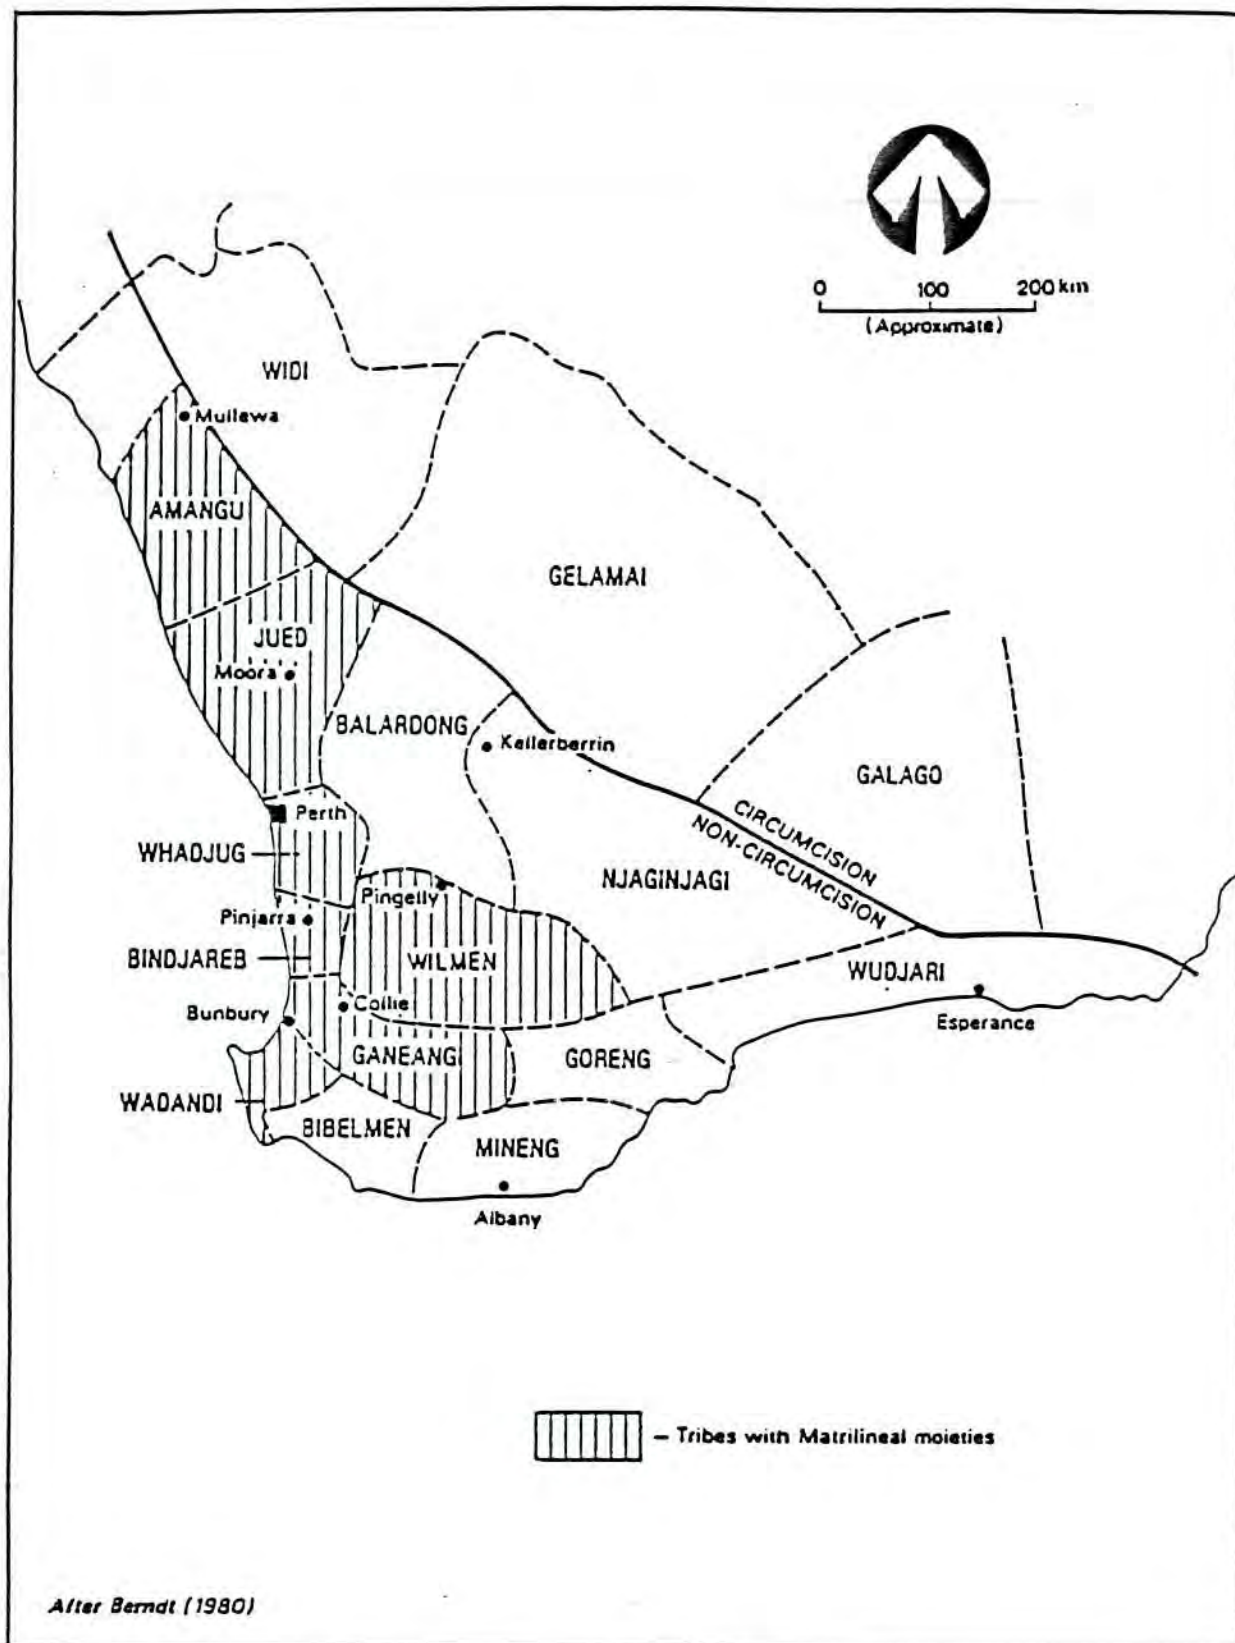 0 100 200 km
(Approximate)
WIDI
Mullewa
AMANGU
GELAMAI
JUED
Moora
BALARDONG
Kellerberrin
GALAGO
Perth
CIRCUMCISION
NON-CIRCUMCISION
WHADJUG
NJAGINJAGI
Pingelly
Pinjarra
BINDJAREB
WILMEN
WUDJARI
Collie
Bunbury
Esperance
GANEANG
GORENG
WADANDI
BIBELMEN
MINENG
Albany
– Tribes with Matrilineal moieties
After Berndt (1980)